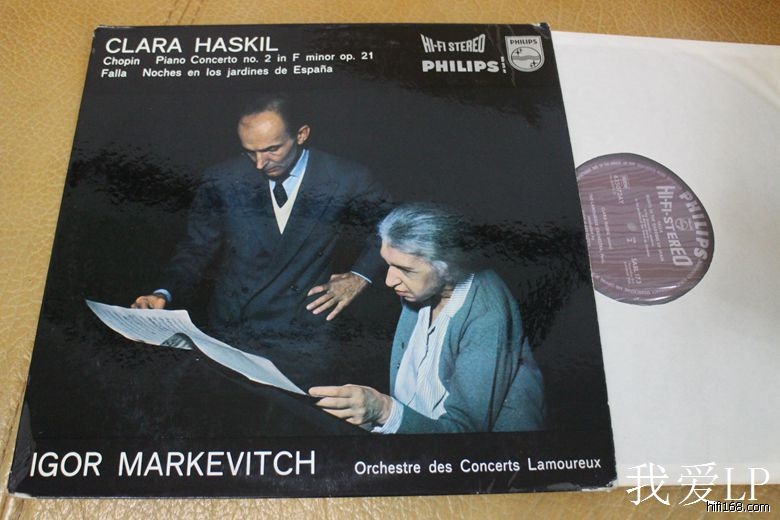 CLARA HASKIL
Chopin Piano Concerto no. 2 in F minor op. 21
Falla Noches en los jardines de España
HI-FI STEREO
PHILIPS
PHILIPS
IGOR MARKEVITCH
Orchestre des Concerts Lamoureux
PHILIPS
HI-FI STEREO
SABL 173
我爱LP
hifi168.com